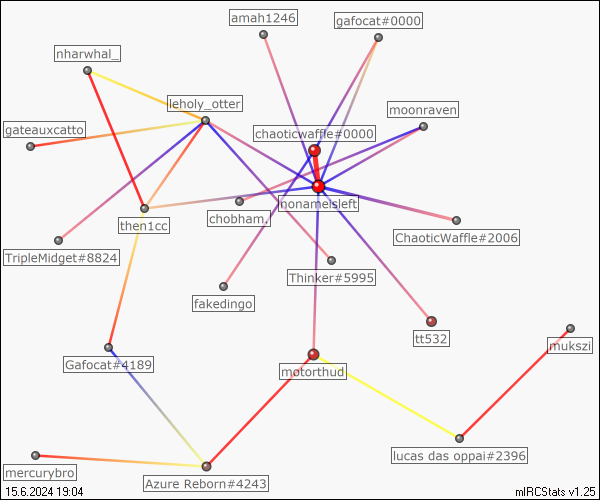 amah1246
gafocat#0000
nharwhal_
leholy_otter
moonraven
gateauxcatto
chaoticwaffle#0000
nonameisleft
chobham,
then1cc
ChaoticWaffle#2006
TripleMidget#8824
Thinker#5995
fakedingo
tt532
mukszi
Gafocat#4189
motorthud
lucas das oppai#2396
mercurybro
Azure Reborn#4243
15.6.2024 19:04
mIRCStats v1.25